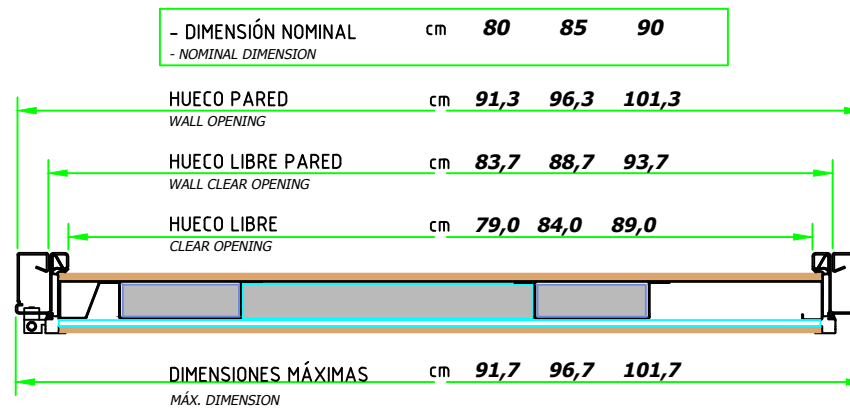 - DIMENSIÓN NOMINAL cm 80 85 90
- NOMINAL DIMENSION
HUECO PARED cm 91,3 96,3 101,3
WALL OPENING
HUECO LIBRE PARED cm 83,7 88,7 93,7
WALL CLEAR OPENING
HUECO LIBRE cm 79,0 84,0 89,0
CLEAR OPENING
DIMENSIONES MÁXIMAS cm 91,7 96,7 101,7
MÁX. DIMENSION